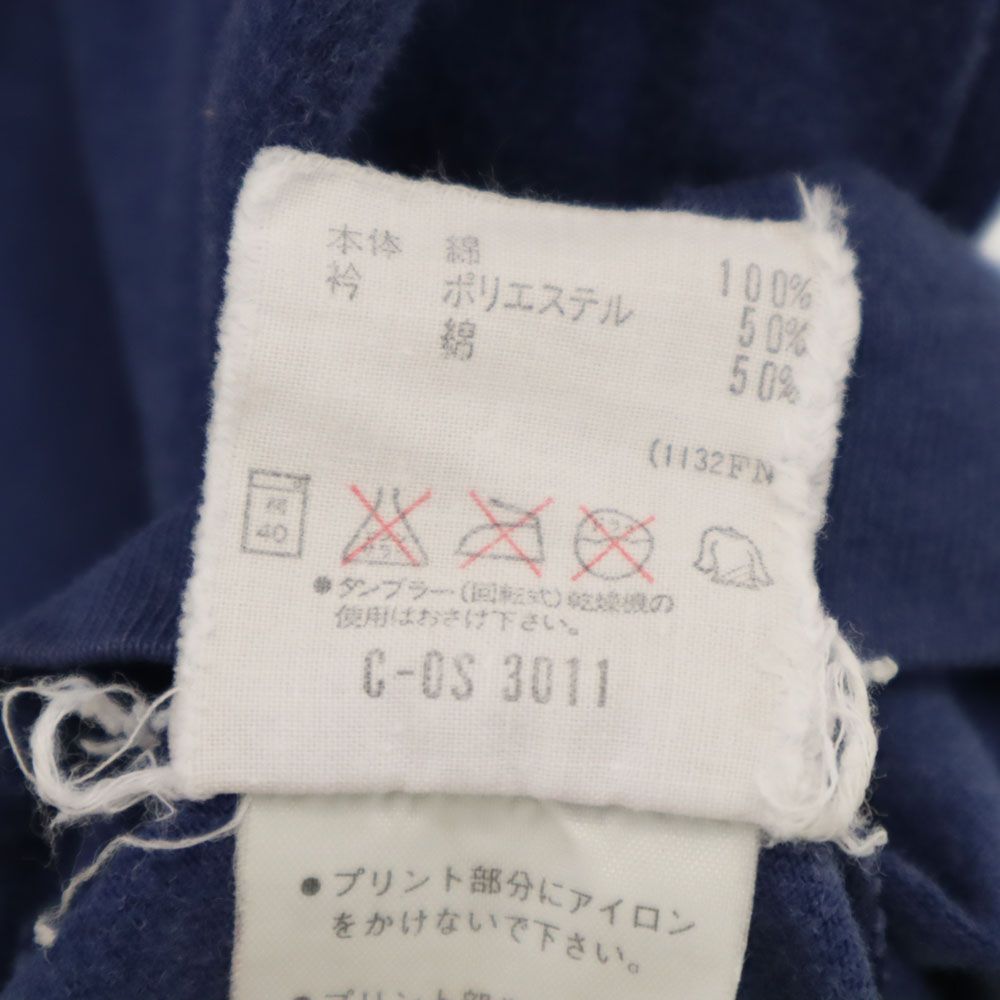 本体 綿 100%
衿 ポリエステル 50%
綿 50%
(1132FN
40
●タンブラー(回転式)乾燥機の
使用はおさけ下さい。
C-OS 3011
●プリント部分にアイロン
をかけないで下さい。